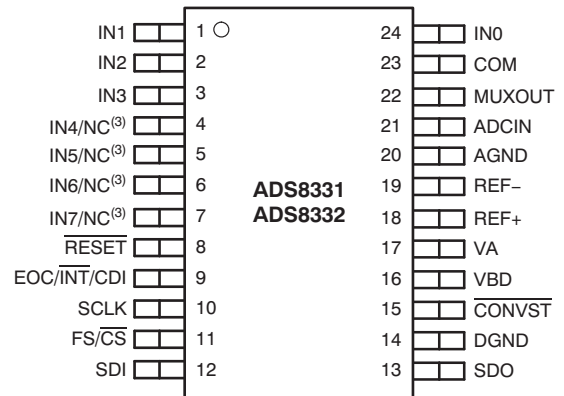 IN1 1 24 IN0
IN2 2 23 COM
IN3 3 22 MUXOUT
IN4/NC(3) 4 21 ADCIN
IN5/NC(3) 5 20 AGND
IN6/NC(3) 6 19 REF−
ADS8331
IN7/NC(3) 7 18 REF+
ADS8332
RESET 8 17 VA
EOC/INT/CDI 9 16 VBD
SCLK 10 15 CONVST
FS/CS 11 14 DGND
SDI 12 13 SDO